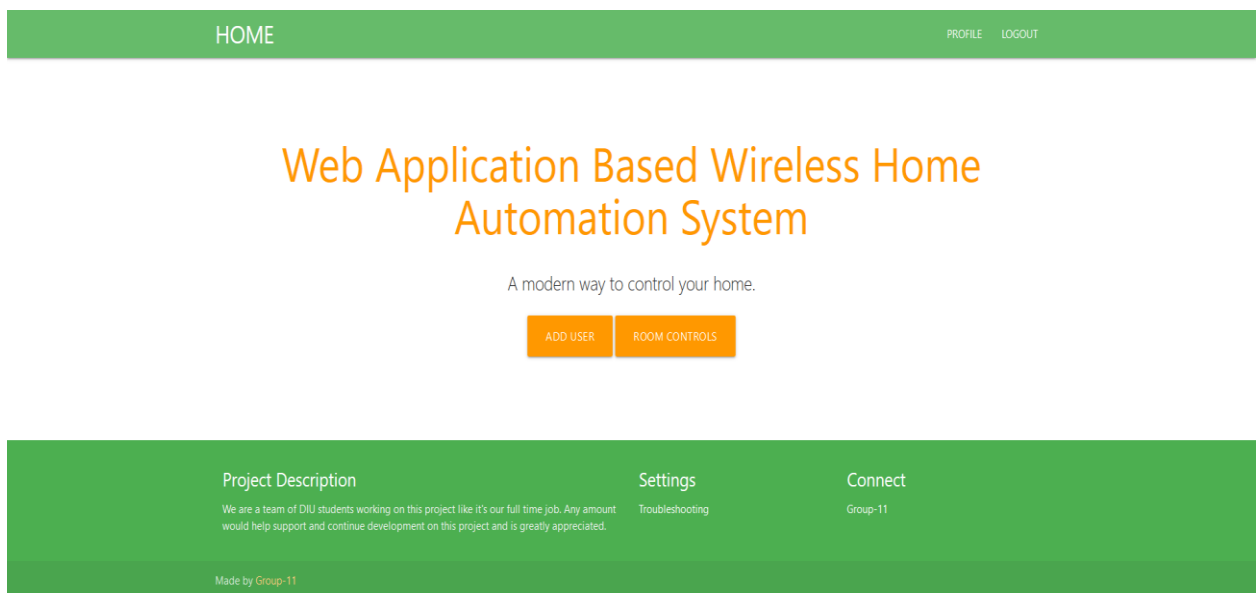 HOME
PROFILE LOGOUT
Web Application Based Wireless Home
Automation System
A modern way to control your home.
ADD USER ROOM CONTROLS
Project Description
We are a team of DIU students working on this project like it's our full time job. Any amount
would help support and continue development on this project and is greatly appreciated.
Settings
Troubleshooting
Connect
Group-11
Made by Group-11